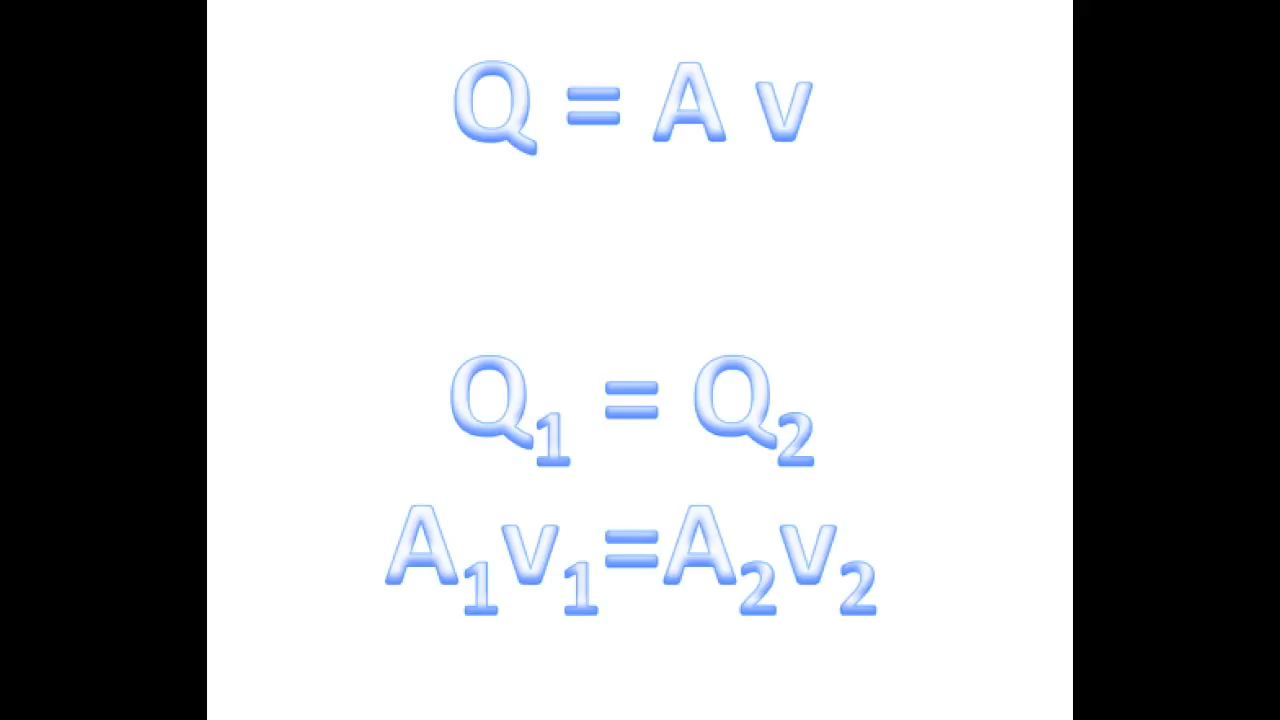 Q = A v
Q₁ = Q₂
A₁v₁=A₂v₂